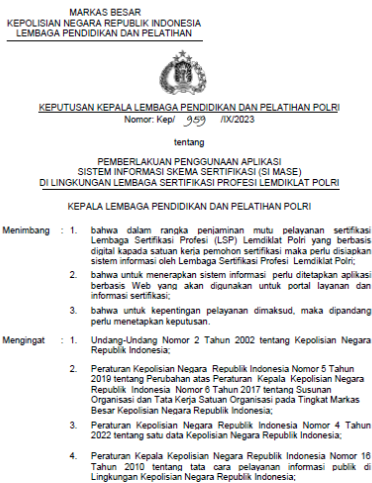 MARKAS BESAR
KEPOLISIAN NEGARA REPUBLIK INDONESIA
LEMBAGA PENDIDIKAN DAN PELATIHAN
KEPUTUSAN KEPALA LEMBAGA PENDIDIKAN DAN PELATIHAN POLRI
Nomor: Kep/ 959 /IX/2023
tentang
PEMBERLAKUAN PENGGUNAAN APLIKASI
SISTEM INFORMASI SKEMA SERTIFIKASI (SI MASE)
DI LINGKUNGAN LEMBAGA SERTIFIKASI PROFESI LEMDIKLAT POLRI
KEPALA LEMBAGA PENDIDIKAN DAN PELATIHAN POLRI
Menimbang : 1. bahwa dalam rangka penjaminan mutu pelayanan sertifikasi
Lembaga Sertifikasi Profesi (LSP) Lemdiklat Polri yang berbasis
digital kapada satuan kerja pemohon sertifikasi maka perlu disiapkan
sistem informasi oleh Lembaga Sertifikasi Profesi Lemdiklat Polri;
2. bahwa untuk menerapkan sistem informasi perlu ditetapkan aplikasi
berbasis Web yang akan digunakan untuk portal layanan dan
informasi sertifikasi;
3. bahwa untuk kepentingan pelayanan dimaksud, maka dipandang
perlu menetapkan keputusan.
Mengingat : 1. Undang-Undang Nomor 2 Tahun 2002 tentang Kepolisian Negara
Republik Indonesia;
2. Peraturan Kepolisian Negara Republik Indonesia Nomor 5 Tahun
2019 tentang Perubahan atas Peraturan Kepala Kepolisian Negara
Republik Indonesia Nomor 6 Tahun 2017 tentang Susunan
Organisasi dan Tata Kerja Satuan Organisasi pada Tingkat Markas
Besar Kepolisian Negara Republik Indonesia;
3. Peraturan Kepolisian Negara Republik Indonesia Nomor 4 Tahun
2022 tentang satu data Kepolisian Negara Republik Indonesia;
4. Peraturan Kepala Kepolisian Negara Republik Indonesia Nomor 16
Tahun 2010 tentang tata cara pelayanan informasi publik di
Lingkungan Kepolisian Negara Republik Indonesia;